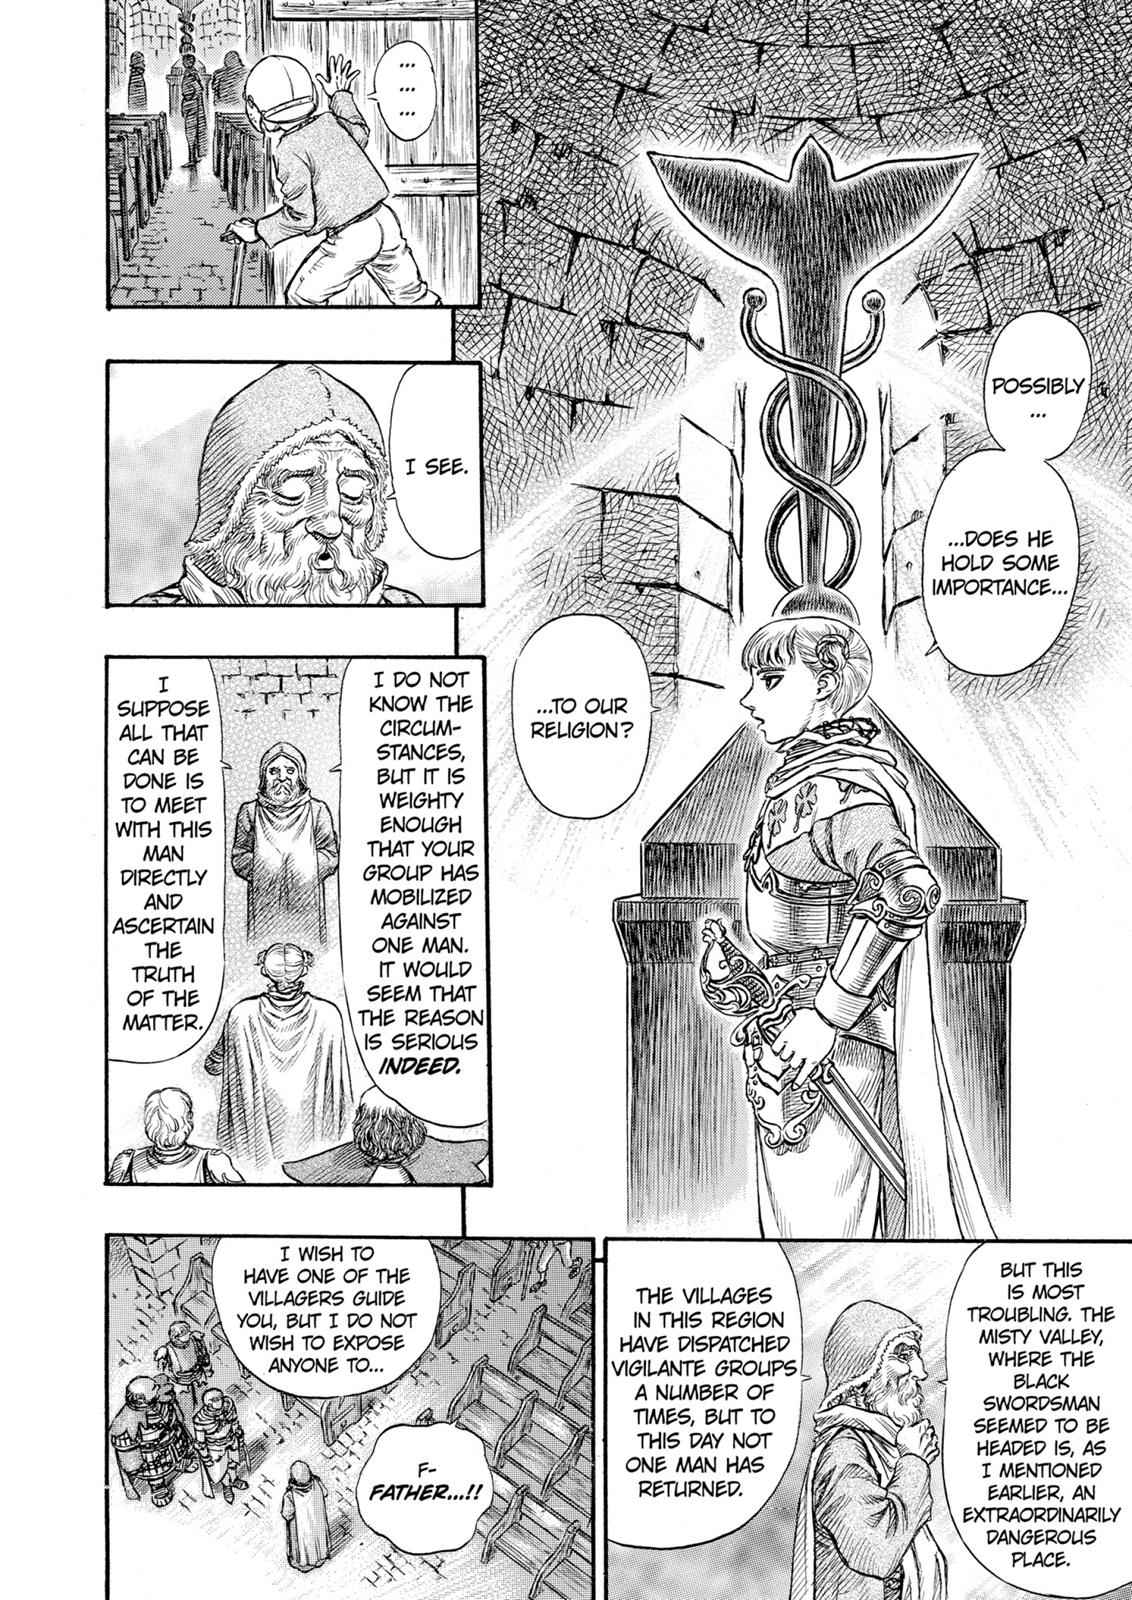 POSSIBLY
...
...DOES HE
HOLD SOME
IMPORTANCE...
...TO OUR
RELIGION?
...
...
...
I SEE.
I DO NOT
KNOW THE
CIRCUM-
STANCES,
BUT IT IS
WEIGHTY
ENOUGH
THAT YOUR
GROUP HAS
MOBILIZED
AGAINST
ONE MAN.
IT WOULD
SEEM THAT
THE REASON
IS SERIOUS
INDEED.
I
SUPPOSE
ALL THAT
CAN BE
DONE IS
TO MEET
WITH THIS
MAN
DIRECTLY
AND
ASCERTAIN
THE
TRUTH
OF THE
MATTER.
BUT THIS
IS MOST
TROUBLING. THE
MISTY VALLEY,
WHERE THE
BLACK
SWORDSMAN
SEEMED TO BE
HEADED IS, AS
I MENTIONED
EARLIER, AN
EXTRAORDINARILY
DANGEROUS
PLACE.
THE VILLAGES
IN THIS REGION
HAVE DISPATCHED
VIGILANTE GROUPS
A NUMBER OF
TIMES, BUT TO
THIS DAY NOT
ONE MAN HAS
RETURNED.
I WISH TO
HAVE ONE OF THE
VILLAGERS GUIDE
YOU, BUT I DO NOT
WISH TO EXPOSE
ANYONE TO...
F-
FATHER...!!